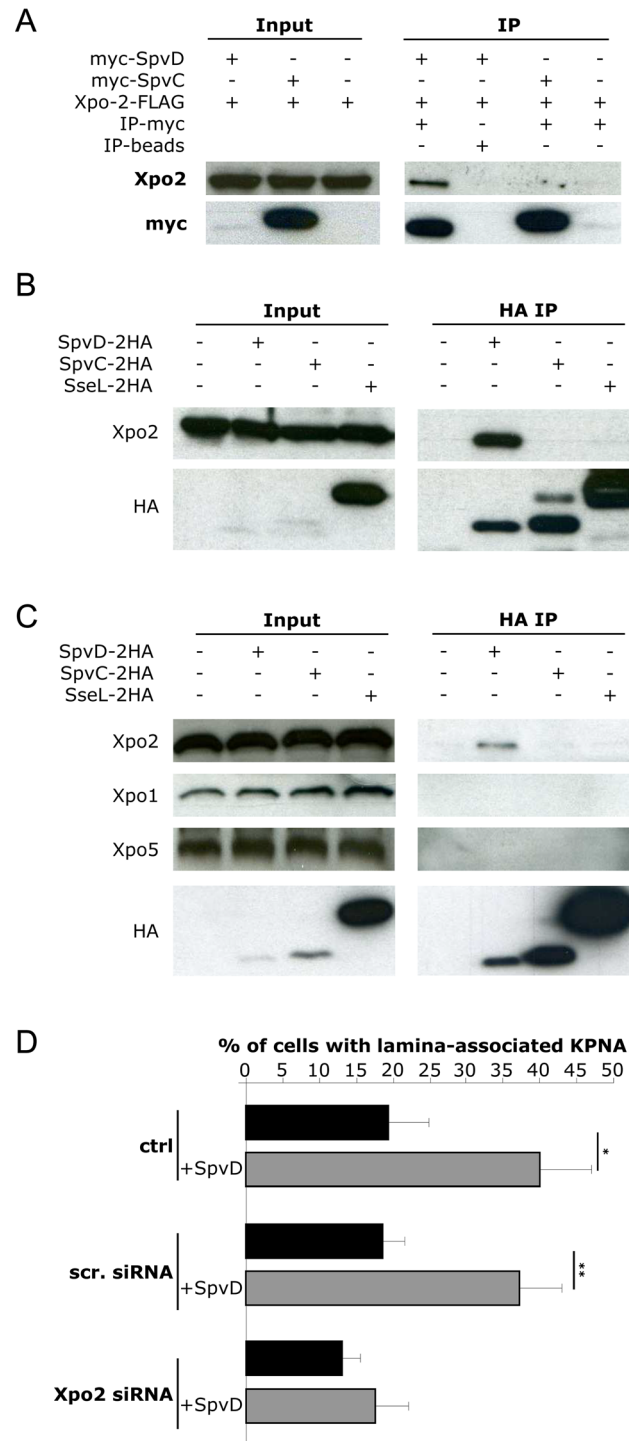 A
Input IP
myc-SpvD + - - + + - -
myc-SpvC - + - - - + -
Xpo-2-FLAG + + + + + + +
IP-myc + - + +
IP-beads - + - -
Xpo2
myc
B
Input HA IP
SpvD-2HA - + - - - + - -
SpvC-2HA - - + - - - + -
SseL-2HA - - - + - - - +
Xpo2
HA
C
Input HA IP
SpvD-2HA - + - - - + - -
SpvC-2HA - - + - - - + -
SseL-2HA - - - + - - - +
Xpo2
Xpo1
Xpo5
HA
D
% of cells with lamina-associated KPNA
0 5 10 15 20 25 30 35 40 45 50
ctrl
+SpvD
*
scr. siRNA
+SpvD
**
Xpo2 siRNA
+SpvD